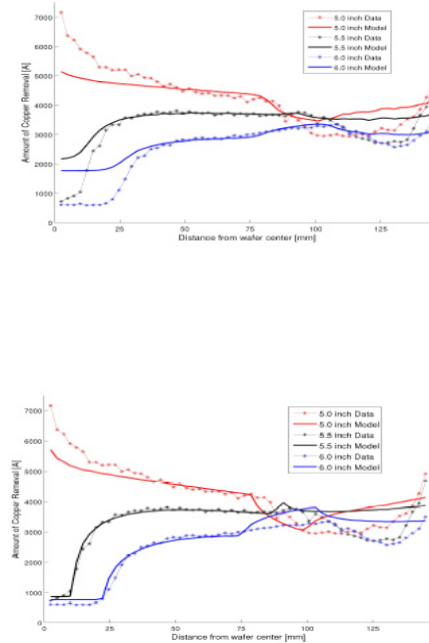 7000
6000
5000
4000
3000
2000
1000
0
Amount of Copper Removal [A]
5.0 inch Data
5.0 inch Model
5.5 inch Data
5.5 inch Model
6.0 inch Data
6.0 inch Model
0 25 50 75 100 125
Distance from wafer center [mm]
7000
6000
5000
4000
3000
2000
1000
0
Amount of Copper Removal [A]
5.0 inch Data
5.0 inch Model
5.5 inch Data
5.5 inch Model
6.0 inch Data
6.0 inch Model
0 25 50 75 100 125
Distance from wafer center [mm]